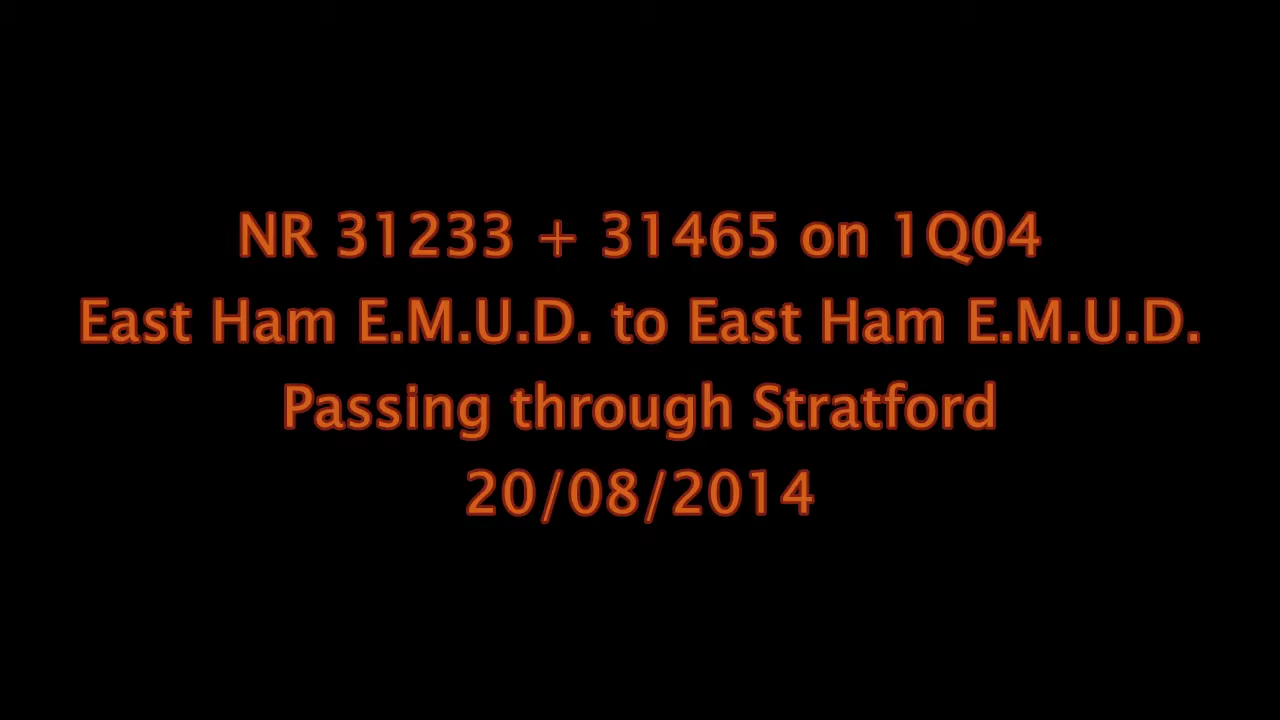 NR 31233 + 31465 on 1Q04
East Ham E.M.U.D. to East Ham E.M.U.D.
Passing through Stratford
20/08/2014